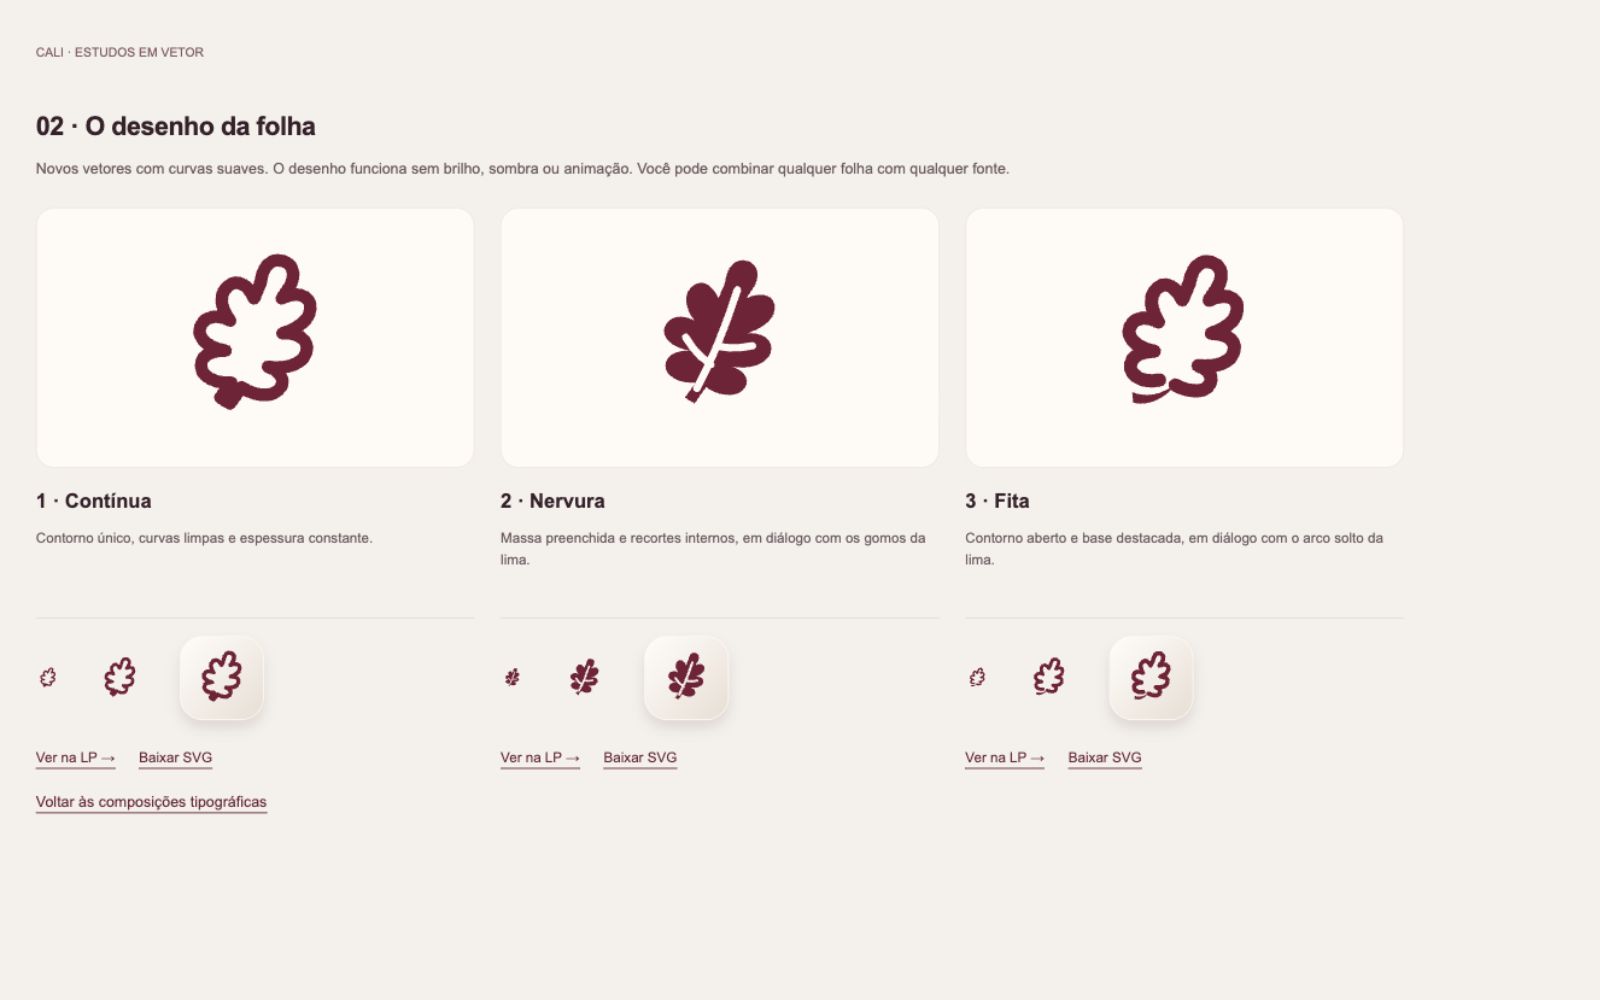 CALI · ESTUDOS EM VETOR
02 · O desenho da folha
Novos vetores com curvas suaves. O desenho funciona sem brilho, sombra ou animação. Você pode combinar qualquer folha com qualquer fonte.
1 · Contínua
Contorno único, curvas limpas e espessura constante.
2 · Nervura
Massa preenchida e recortes internos, em diálogo com os gomos da
lima.
3 · Fita
Contorno aberto e base destacada, em diálogo com o arco solto da
lima.
Ver na LP → Baixar SVG
Ver na LP → Baixar SVG
Ver na LP → Baixar SVG
Voltar às composições tipográficas